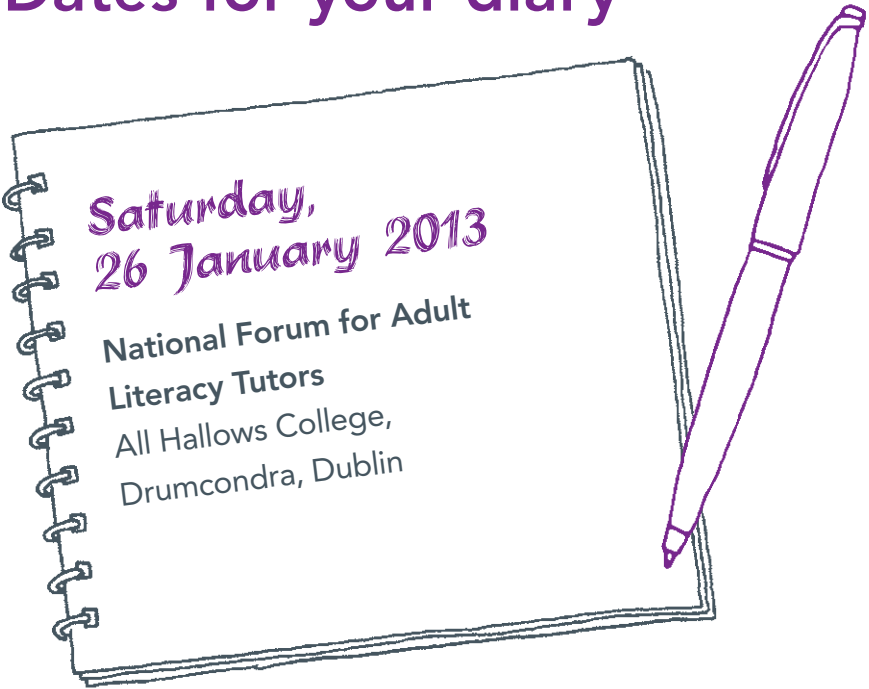 Dates for your diary
Saturday,
26 January 2013
National Forum for Adult
Literacy Tutors
All Hallows College,
Drumcondra, Dublin